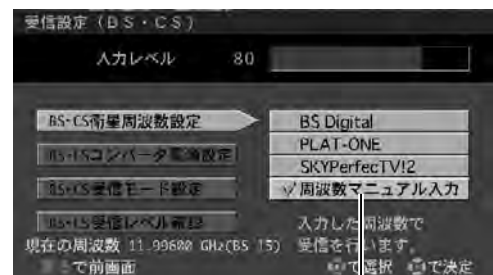 受信設定（BS・CS）
入力レベル 80
BS・CS衛星周波数設定
BS・CSコンバータ電源設定
BS・CS受信モード設定
BS・CS受信レベル
BS Digital
PLAT-ONE
SKYPerfecTV!2
周波数マニュアル入力
入力した周波数で
受信を行います。
現在の周波数 11.99600 GHz(BS 15)
で前画面
で選択
で決定